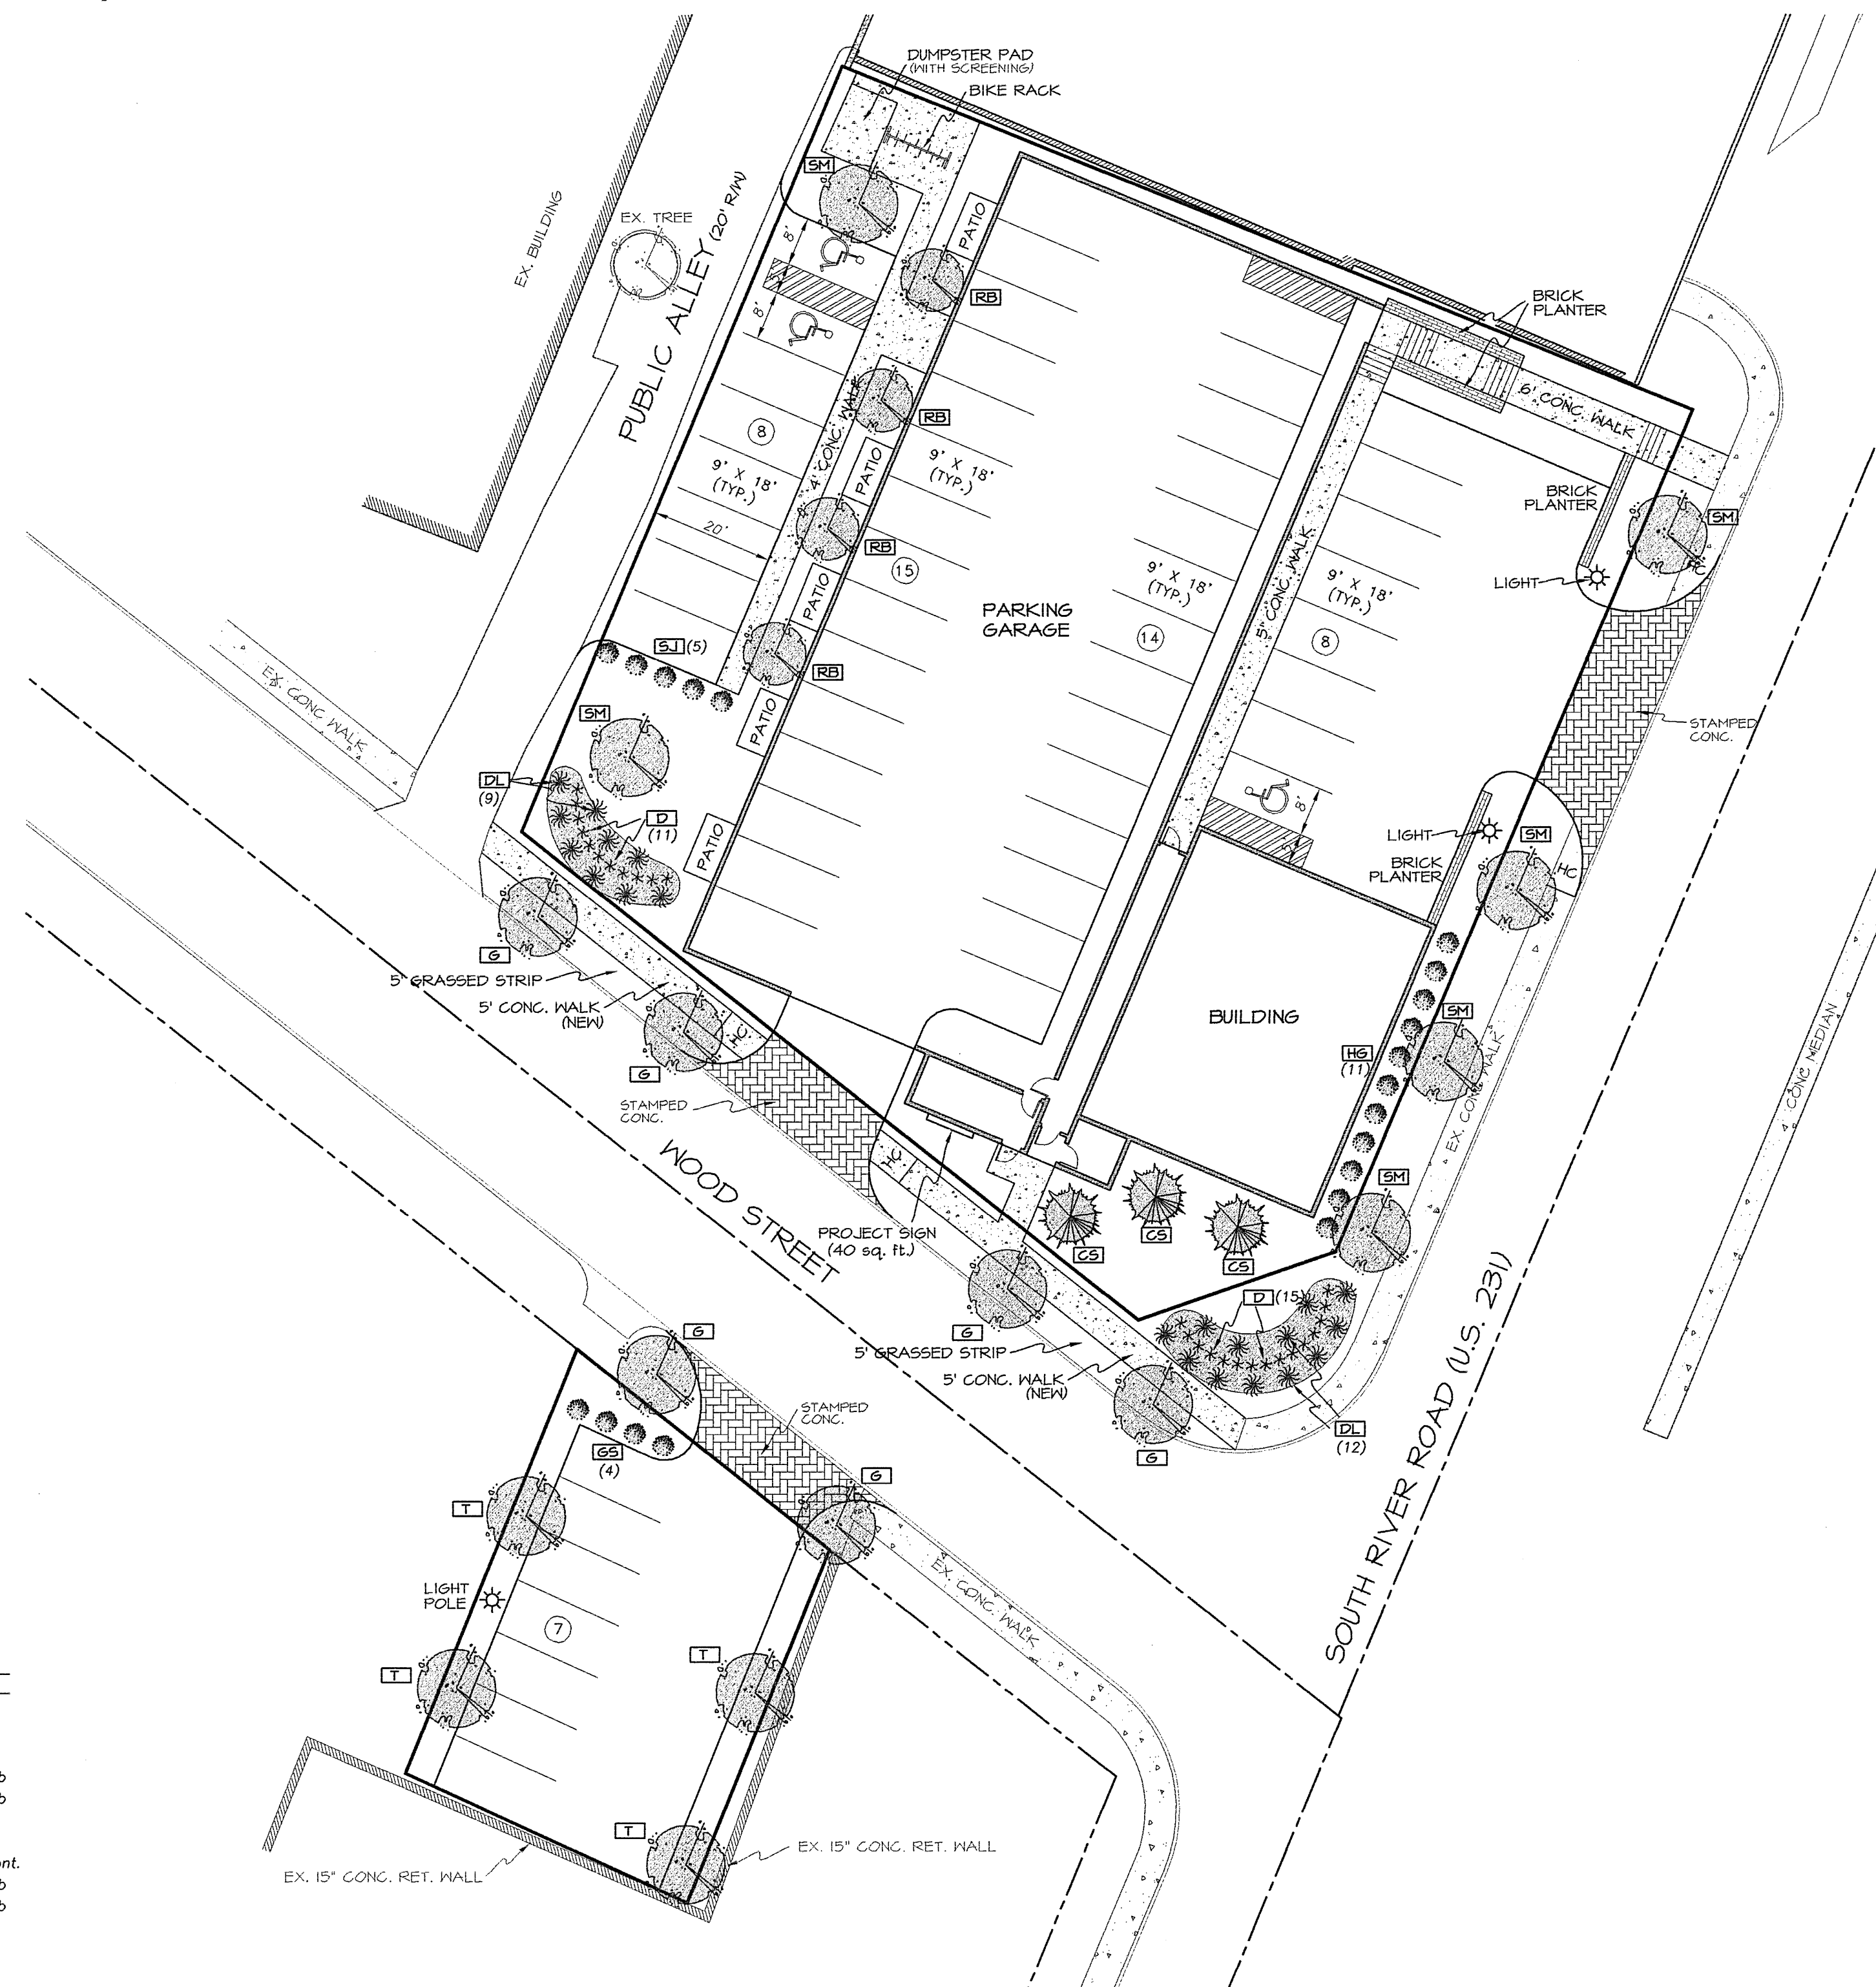 DUMPSTER PAD
(WITH SCREENING)
BIKE RACK
SM
EX. BUILDING
EX. TREE
PUBLIC ALLEY (20' R/W)
PATIO
8'
5'
8'
RB
BRICK
PLANTER
8
9' X 18'
(TYP.)
4' CONC. WALK
RB
PATIO
9' X 18'
(TYP.)
6' CONC. WALK
20'
RB
15
BRICK
PLANTER
SM
HC
LIGHT
PATIO
PARKING
GARAGE
9' X 18'
(TYP.)
14
5' CONC. WALK
9' X 18'
(TYP.)
8
EX. CONC WALK
SJ (5)
RB
SM
PATIO
STAMPED
CONC.
DL
(9)
D
(11)
PATIO
8'
5'
LIGHT
SM
BRICK
PLANTER
HC
G
5' GRASSED STRIP
5' CONC. WALK
(NEW)
HC
G
BUILDING
SM
HG
(11)
EX. CONC WALK
CONC MEDIAN
STAMPED
CONC.
HC
WOOD STREET
PROJECT SIGN
(40 sq. ft.)
CS
CS
CS
SM
D (15)
G
5' GRASSED STRIP
5' CONC. WALK
(NEW)
G
DL
(12)
SOUTH RIVER ROAD (U.S. 231)
G
STAMPED
CONC.
GS
(4)
G
T
LIGHT
POLE
7
EX. CONC. WALK
T
T
T
EX. 15" CONC. RET. WALL
EX. 15" CONC. RET. WALL
b
b
nt.
b
b